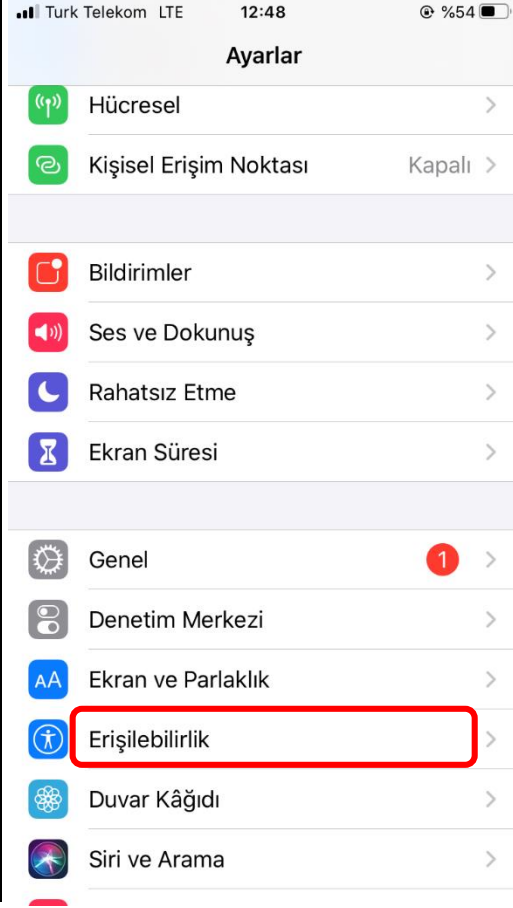 Turk Telekom LTE 12:48 %54
Ayarlar
Hücresel
Kişisel Erişim Noktası Kapalı
Bildirimler
Ses ve Dokunuş
Rahatsız Etme
Ekran Süresi
Genel 1
Denetim Merkezi
AA Ekran ve Parlaklık
Erişilebilirlik
Duvar Kâğıdı
Siri ve Arama